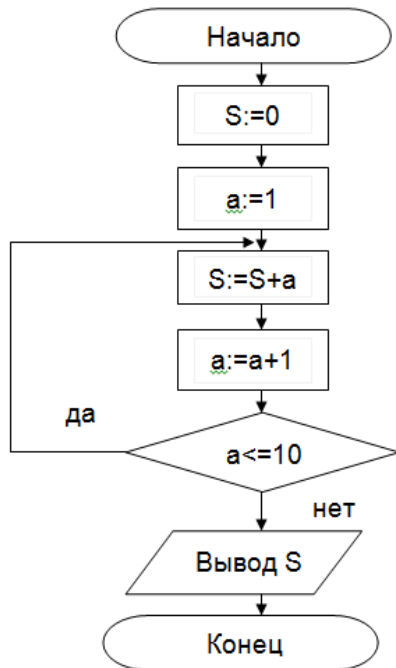 Начало
S:=0
a:=1
S:=S+a
a:=a+1
да
a<=10
нет
Вывод S
Конец